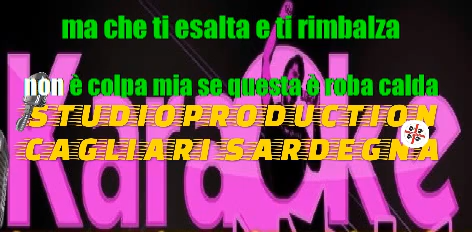 ma che ti esalta e ti rimbalza
non è colpa mia se questa è roba calda
STUDIOPRODUCTION
CAGLIARI SARDEGNA
Karaoke